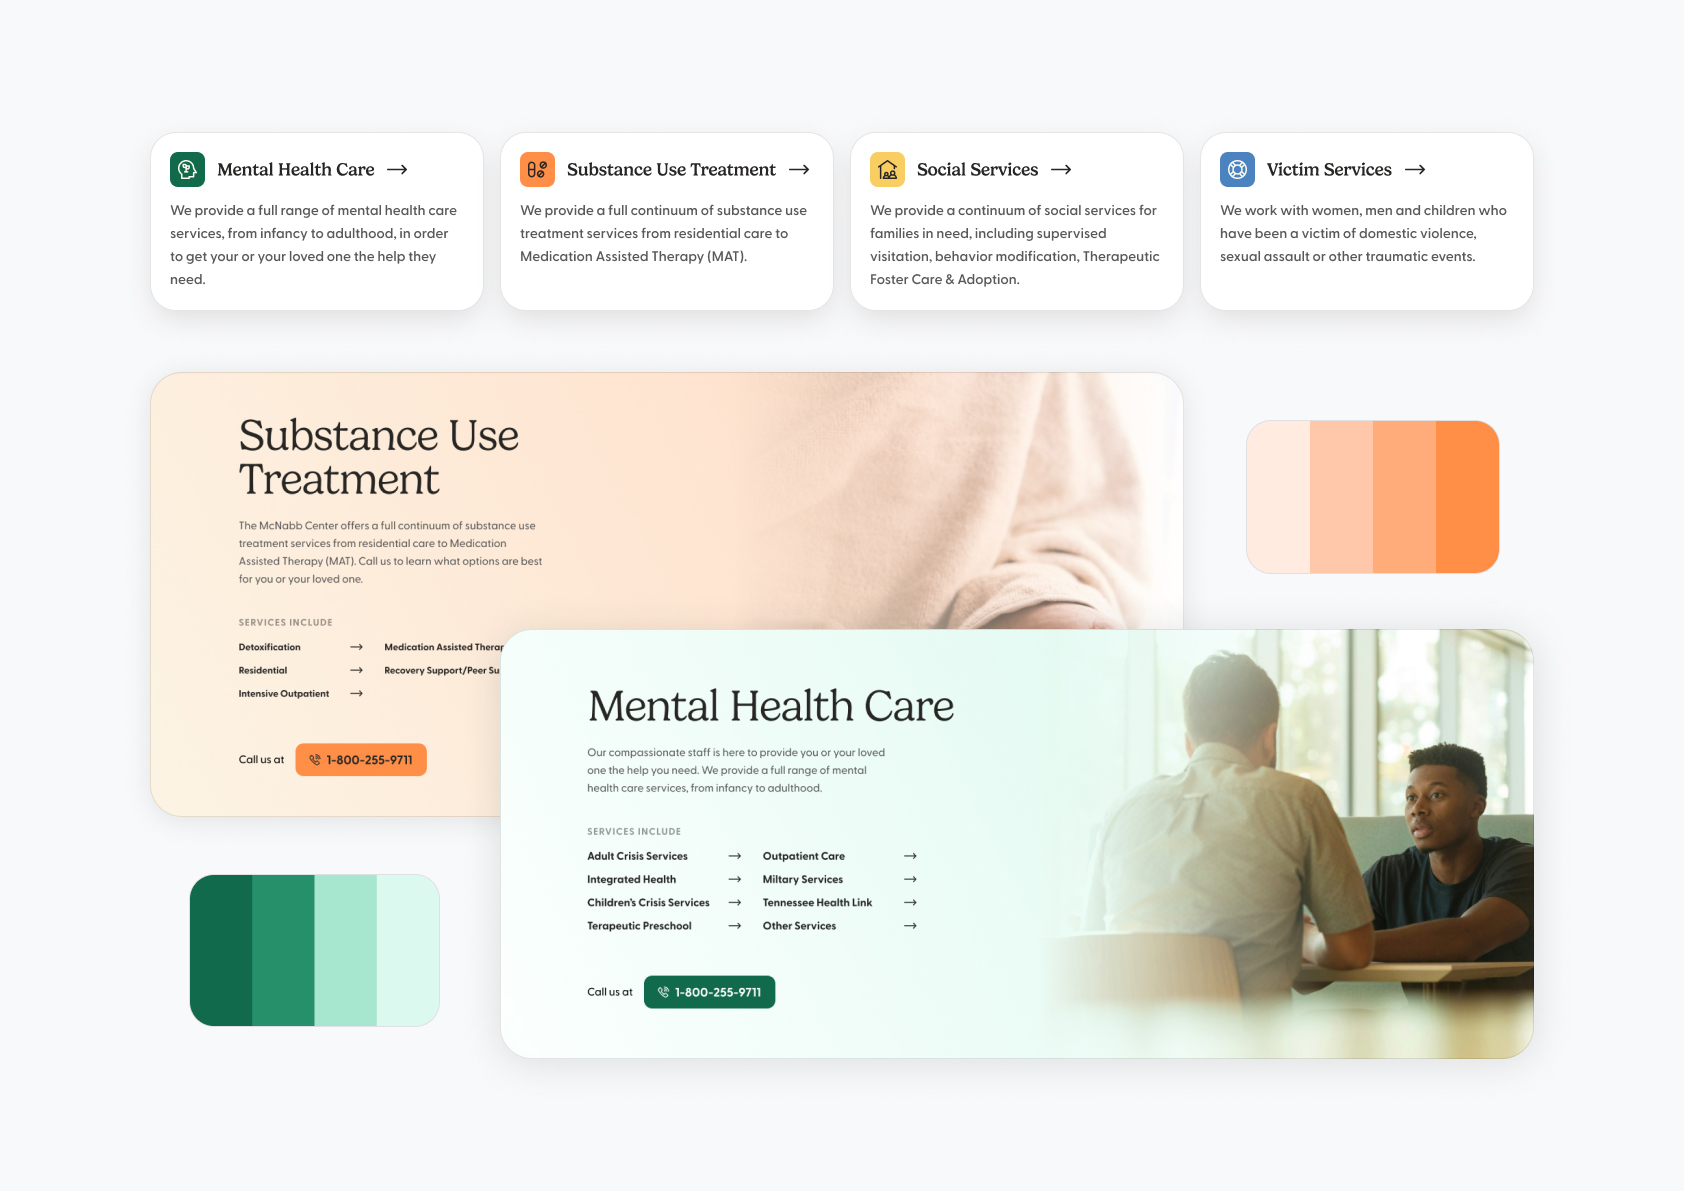 Mental Health Care
We provide a full range of mental health care
services, from infancy to adulthood, in order
to get your or your loved one the help they
need.
Substance Use Treatment
We provide a full continuum of substance use
treatment services from residential care to
Medication Assisted Therapy (MAT).
Social Services
We provide a continuum of social services for
families in need, including supervised
visitation, behavior modification, Therapeutic
Foster Care & Adoption.
Victim Services
We work with women, men and children who
have been a victim of domestic violence,
sexual assault or other traumatic events.
Substance Use
Treatment
The McNabb Center offers a full continuum of substance use
treatment services from residential care to Medication
Assisted Therapy (MAT). Call us to learn what options are best
for you or your loved one.
SERVICES INCLUDE
Detoxification
Medication Assisted
Residential
Recovery Support/Peer
Intensive Outpatient
Call us at 1-800-255-9711
Mental Health Care
Our compassionate staff is here to provide you or your loved
one the help you need. We provide a full range of mental
health care services, from infancy to adulthood.
SERVICES INCLUDE
Adult Crisis Services
Outpatient Care
Integrated Health
Miltary Services
Children's Crisis Services
Tennessee Health Link
Terapeutic Preschool
Other Services
Call us at 1-800-255-9711